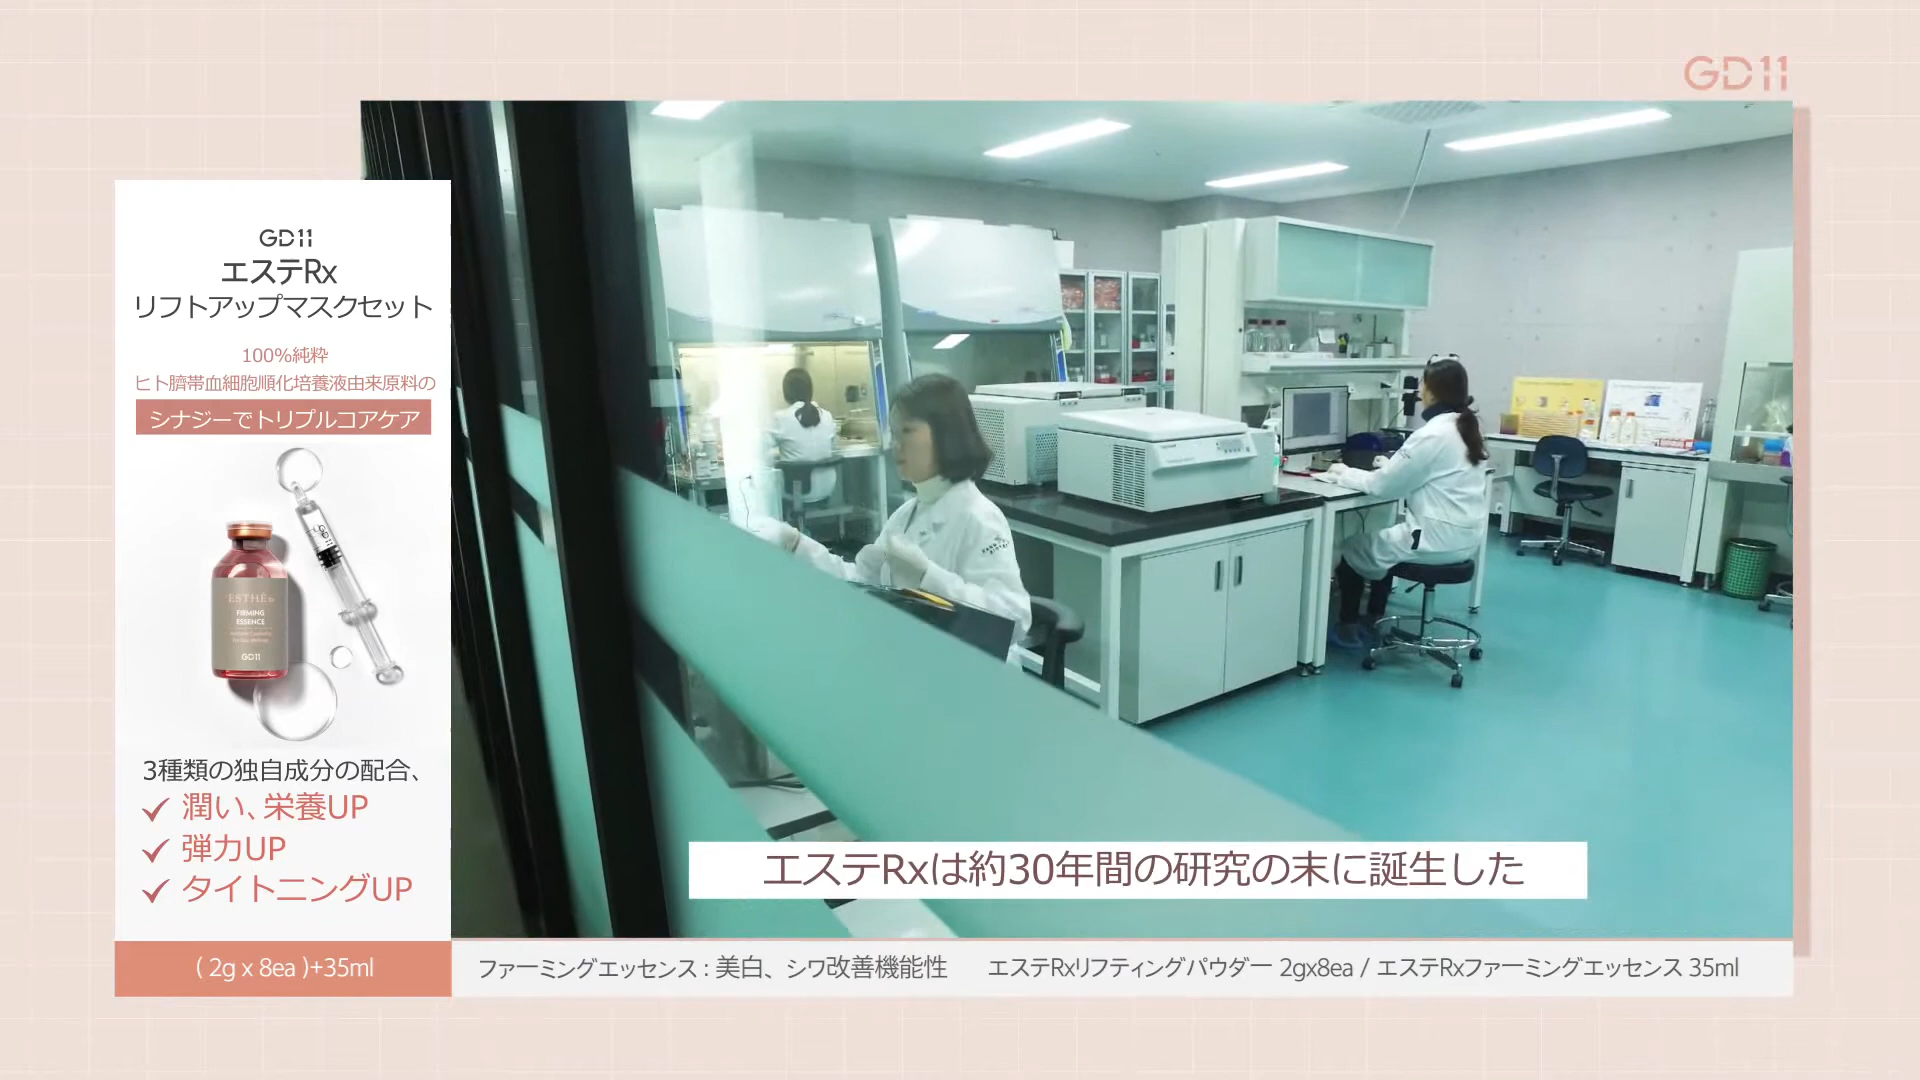 GD11
GD11
エステRx
リフトアップマスクセット
100%純粋
ヒト臍帯血細胞順化培養液由来原料の
シナジーでトリプルコアケア
ESTHÉ Rx
FIRMING
ESSENCE
GD11
3種類の独自成分の配合、
潤い、栄養UP
弾力UP
タイトニングUP
エステRxは約30年間の研究の末に誕生した
( 2g x 8ea )+35ml
ファーミングエッセンス : 美白、シワ改善機能性 エステRxリフティングパウダー 2gx8ea / エステRxファーミングエッセンス 35ml